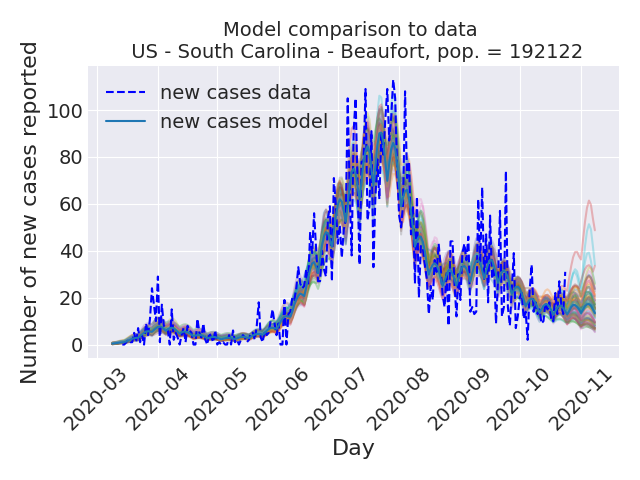 Model comparison to data
US - South Carolina - Beaufort, pop. = 192122
new cases data
new cases model
Number of new cases reported
100
80
60
40
20
0
2020-03
2020-04
2020-05
2020-06
2020-07
2020-08
2020-09
2020-10
2020-11
Day